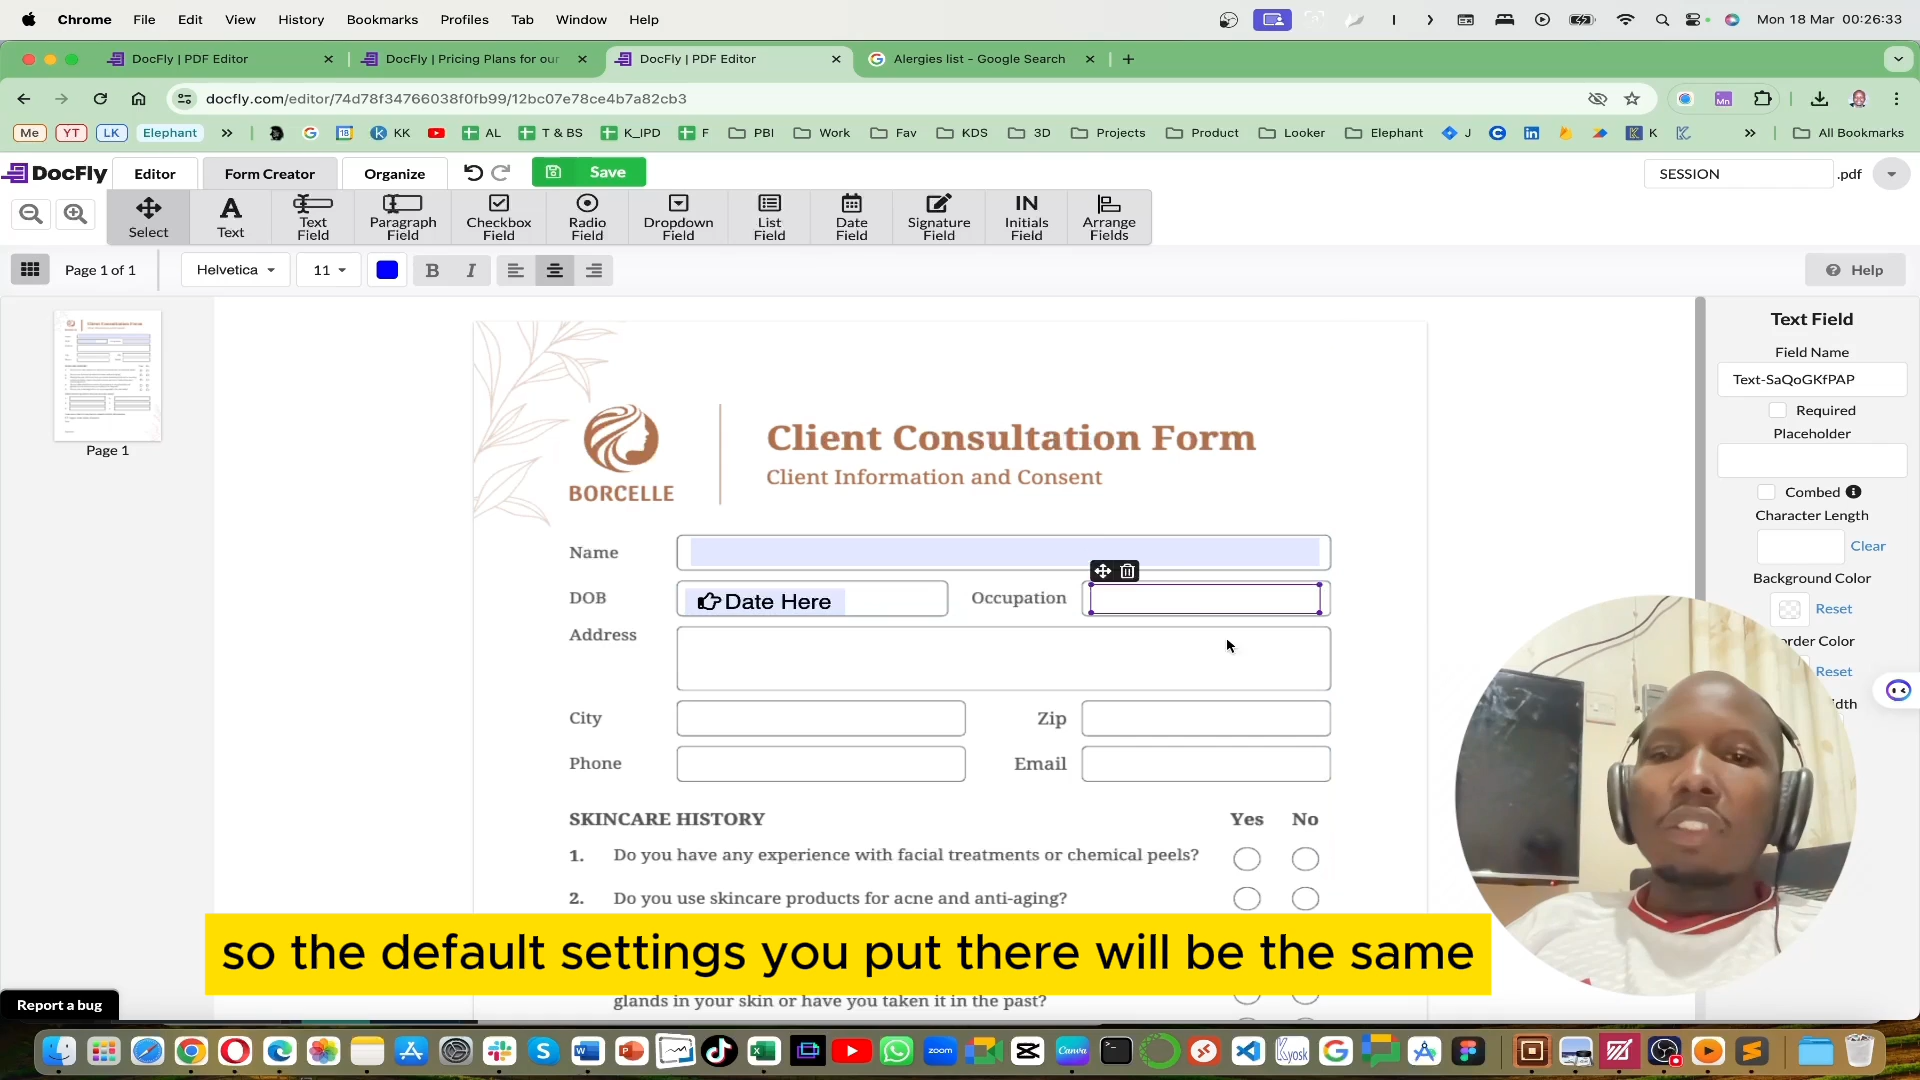 Chrome File Edit View History Bookmarks Profiles Tab Window Help Mon 18 Mar 00:26:33
DocFly | PDF Editor DocFly | Pricing Plans for our DocFly | PDF Editor Alergies list - Google Search
docfly.com/editor/74d78f34766038f0fb99/12bc07e78ce4b7a82cb3
Me YT LK Elephant KK AL T & BS K_IPD F PBI Work Fav KDS 3D Projects Product Looker Elephant J K All Bookmarks
DocFly Editor Form Creator Organize Save SESSION .pdf
Select Text Text Field Paragraph Field Checkbox Field Radio Field Dropdown Field List Field Date Field Signature Field IN Initials Field Arrange Fields
Page 1 of 1 Helvetica 11 B I Help
Page 1
BORCELLE
Client Consultation Form
Client Information and Consent
Name
DOB Date Here Occupation
Address
City Zip
Phone Email
SKINCARE HISTORY Yes No
1. Do you have any experience with facial treatments or chemical peels?
2. Do you use skincare products for acne and anti-aging?
glands in your skin or have you taken it in the past?
Text Field
Field Name
Text-SaQoGKfPAP
Required
Placeholder
Combed
Character Length
Clear
Background Color
Reset
rder Color
Reset
dth
so the default settings you put there will be the same
Report a bug
zoom Canva Kyosk